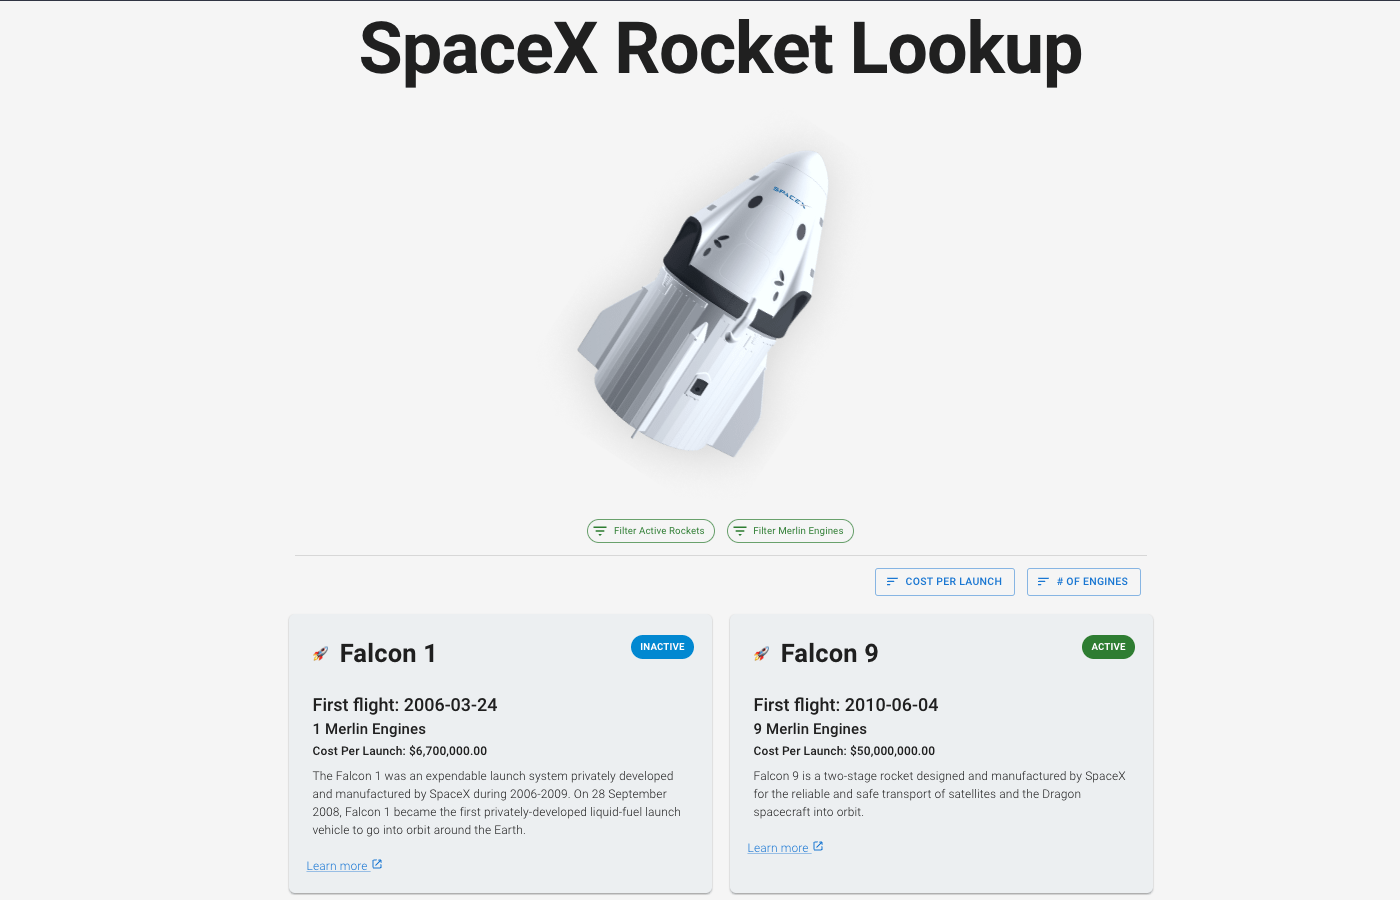 SpaceX Rocket Lookup
SPACEX
Filter Active Rockets
Filter Merlin Engines
COST PER LAUNCH
# OF ENGINES
Falcon 1
INACTIVE
First flight: 2006-03-24
1 Merlin Engines
Cost Per Launch: $6,700,000.00
The Falcon 1 was an expendable launch system privately developed
and manufactured by SpaceX during 2006-2009. On 28 September
2008, Falcon 1 became the first privately-developed liquid-fuel launch
vehicle to go into orbit around the Earth.
Learn more
Falcon 9
ACTIVE
First flight: 2010-06-04
9 Merlin Engines
Cost Per Launch: $50,000,000.00
Falcon 9 is a two-stage rocket designed and manufactured by SpaceX
for the reliable and safe transport of satellites and the Dragon
spacecraft into orbit.
Learn more